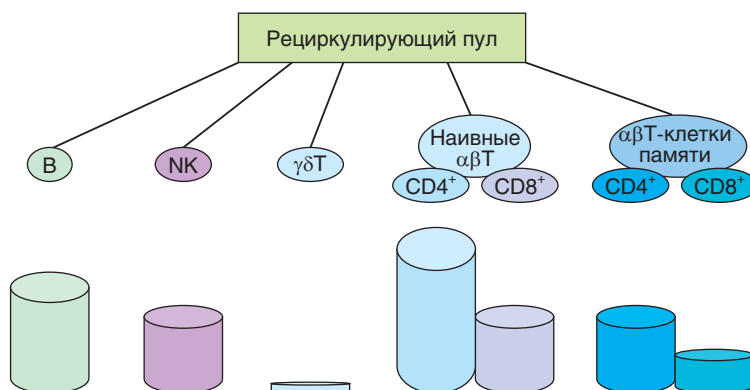 Рециркулирующий пул
B
NK
γδT
Наивные
αβT
CD4⁺
CD8⁺
αβT-клетки
памяти
CD4⁺
CD8⁺